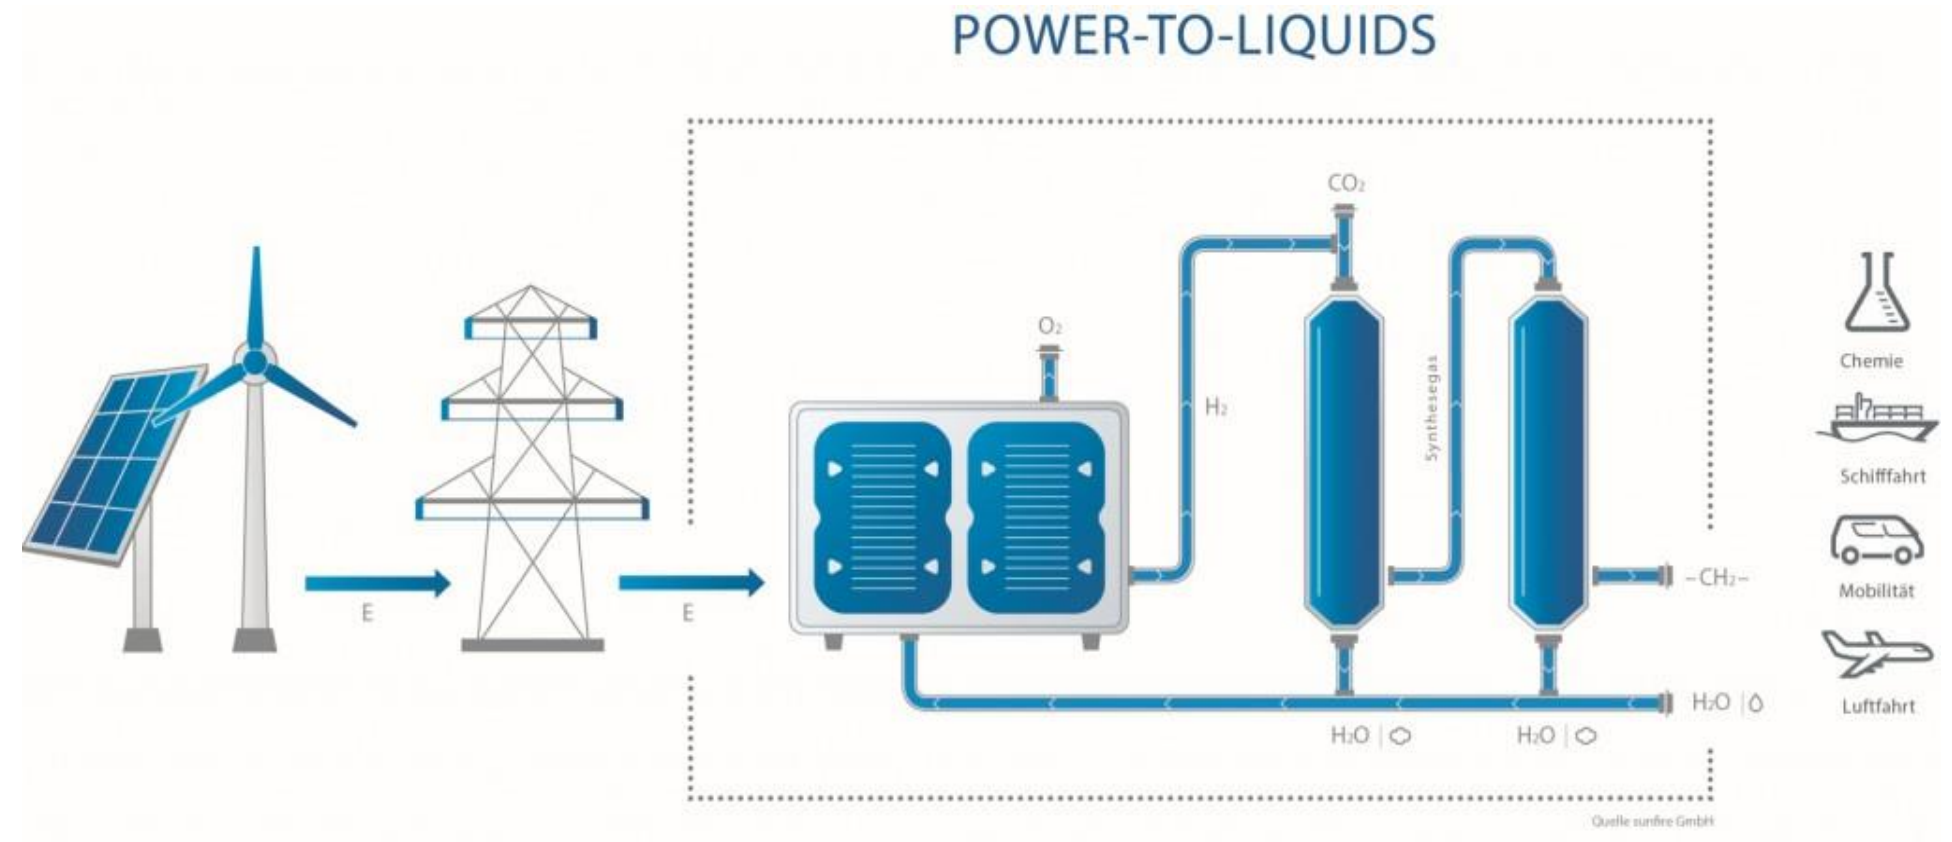 POWER-TO-LIQUIDS
CO₂
O₂
H₂
Synthesegas
E
E
–CH₂–
H₂O
H₂O
H₂O
Chemie
Schifffahrt
Mobilität
Luftfahrt
Quelle sunfire GmbH